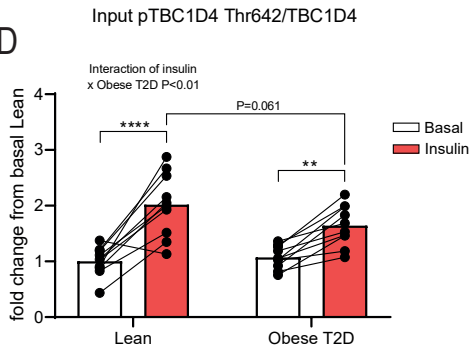 Input pTBC1D4 Thr642/TBC1D4
D
Interaction of insulin
x Obese T2D P<0.01
P=0.061
****
**
Basal
Insulin
fold change from basal Lean
4
3
2
1
0
Lean
Obese T2D